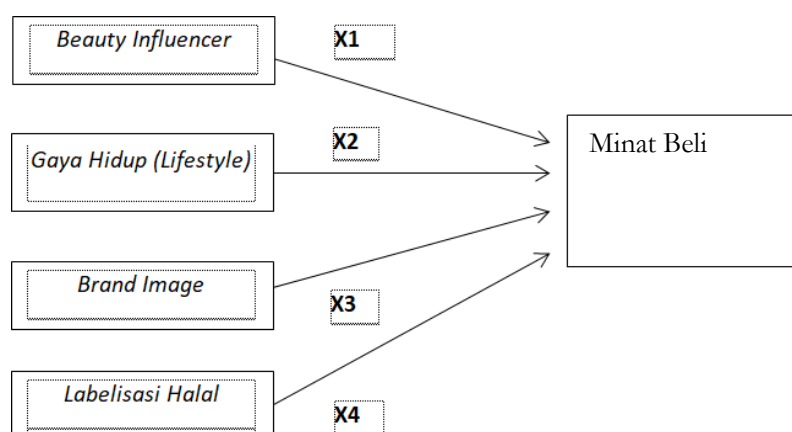 Beauty Influencer
X1
Gaya Hidup (Lifestyle)
X2
Minat Beli
Brand Image
X3
Labelisasi Halal
X4